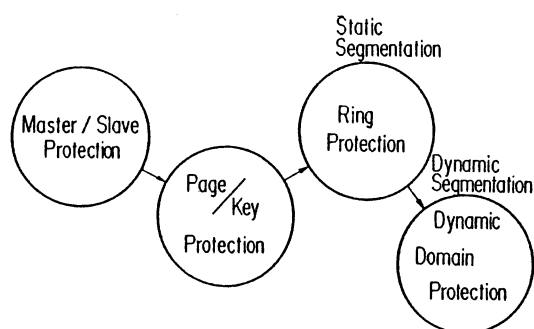 Master / Slave
Protection
Page / Key
Protection
Static
Segmentation
Ring
Protection
Dynamic
Segmentation
Dynamic
Domain
Protection